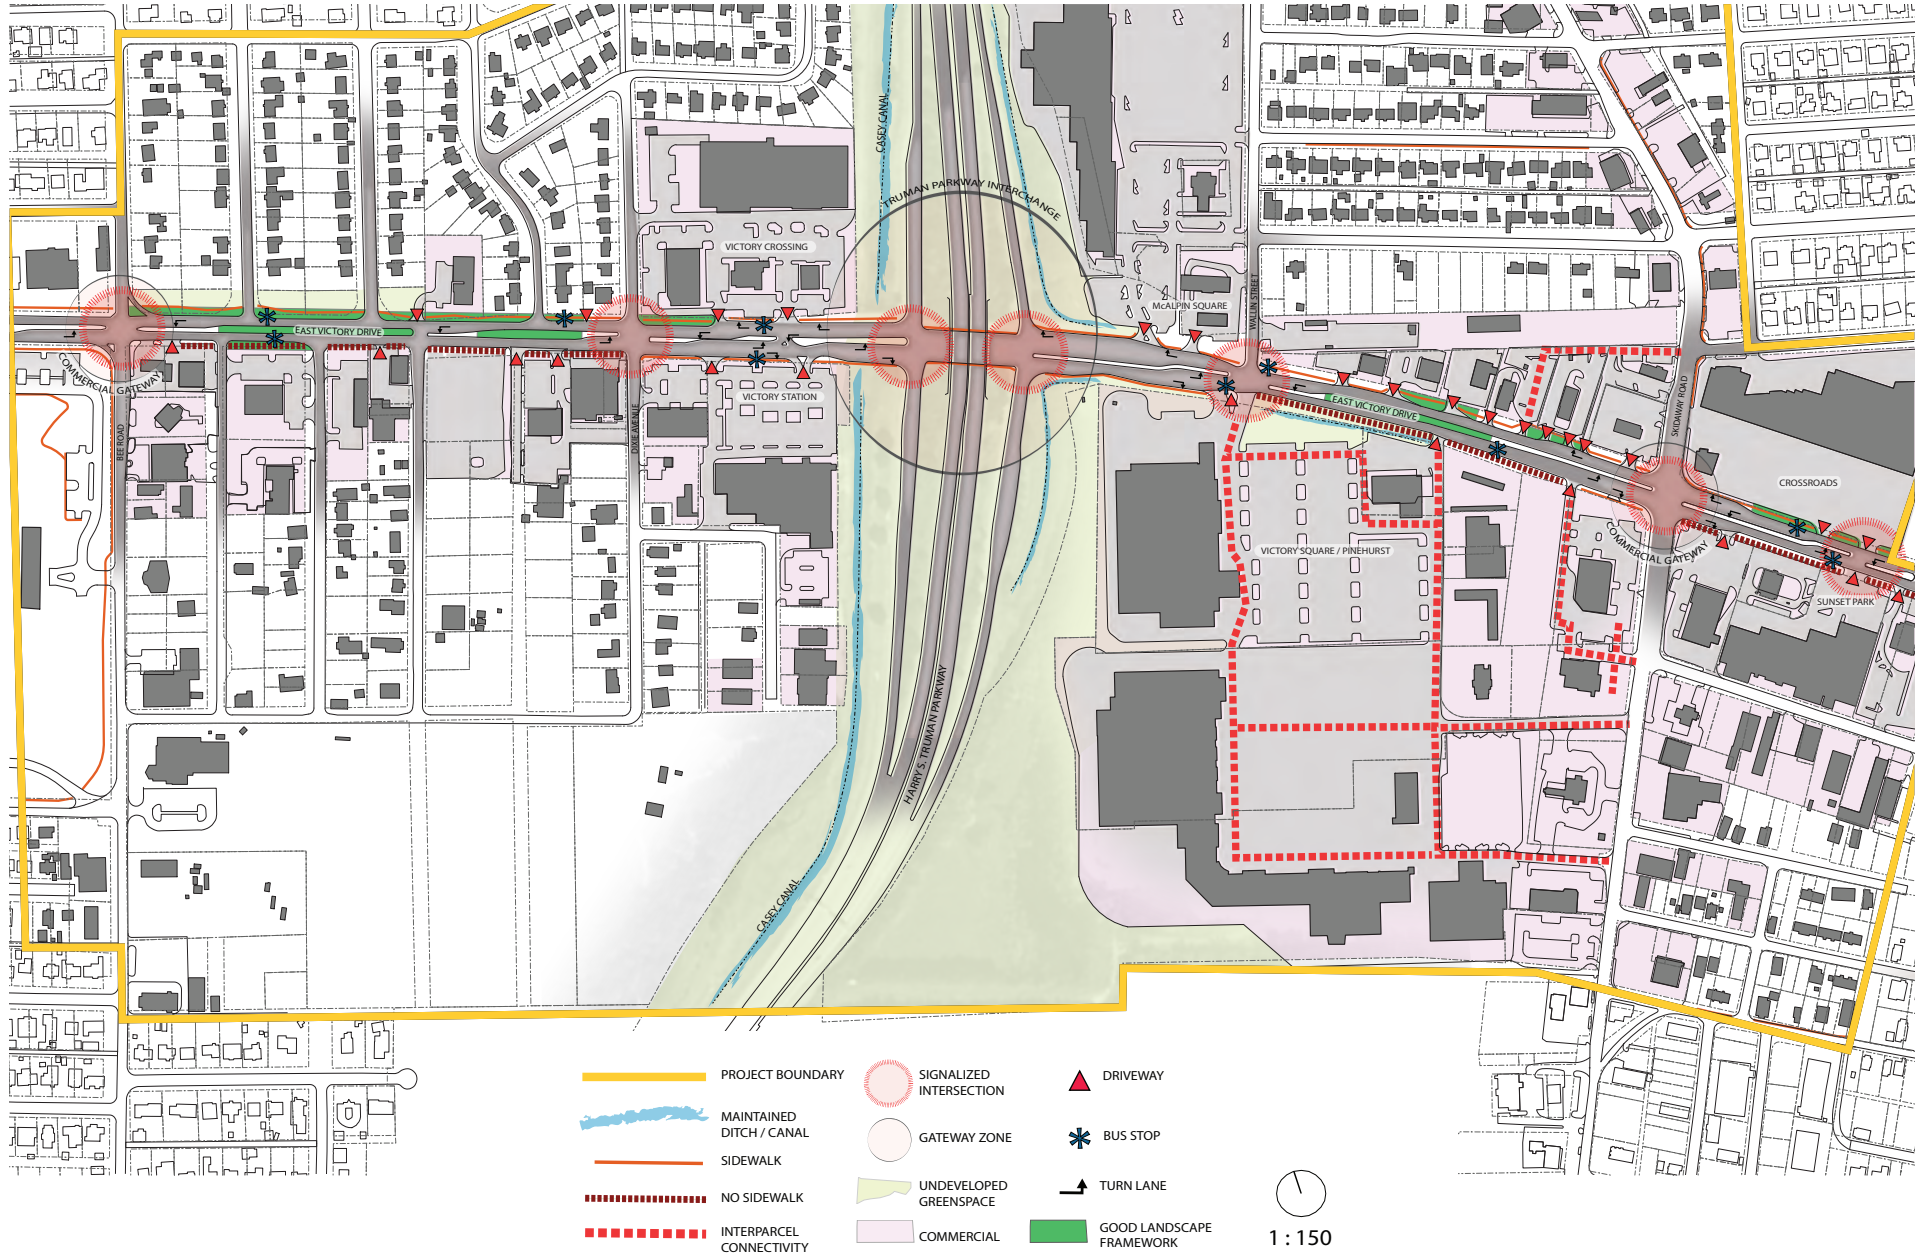 CASEY CANAL
TRUMAN PARKWAY INTERCHANGE
VICTORY CROSSING
McALPIN SQUARE
WALLIN STREET
EAST VICTORY DRIVE
COMMERCIAL GATEWAY
BEE ROAD
DIXIE AVENUE
VICTORY STATION
EAST VICTORY DRIVE
SKIDAWAY ROAD
CROSSROADS
COMMERCIAL GATEWAY
VICTORY SQUARE / PINEHURST
SUNSET PARK
HARRY S. TRUMAN PARKWAY
CASEY CANAL
PROJECT BOUNDARY
MAINTAINED
DITCH / CANAL
SIDEWALK
NO SIDEWALK
INTERPARCEL
CONNECTIVITY
SIGNALIZED
INTERSECTION
GATEWAY ZONE
UNDEVELOPED
GREENSPACE
COMMERCIAL
DRIVEWAY
BUS STOP
TURN LANE
GOOD LANDSCAPE
FRAMEWORK
1 : 150